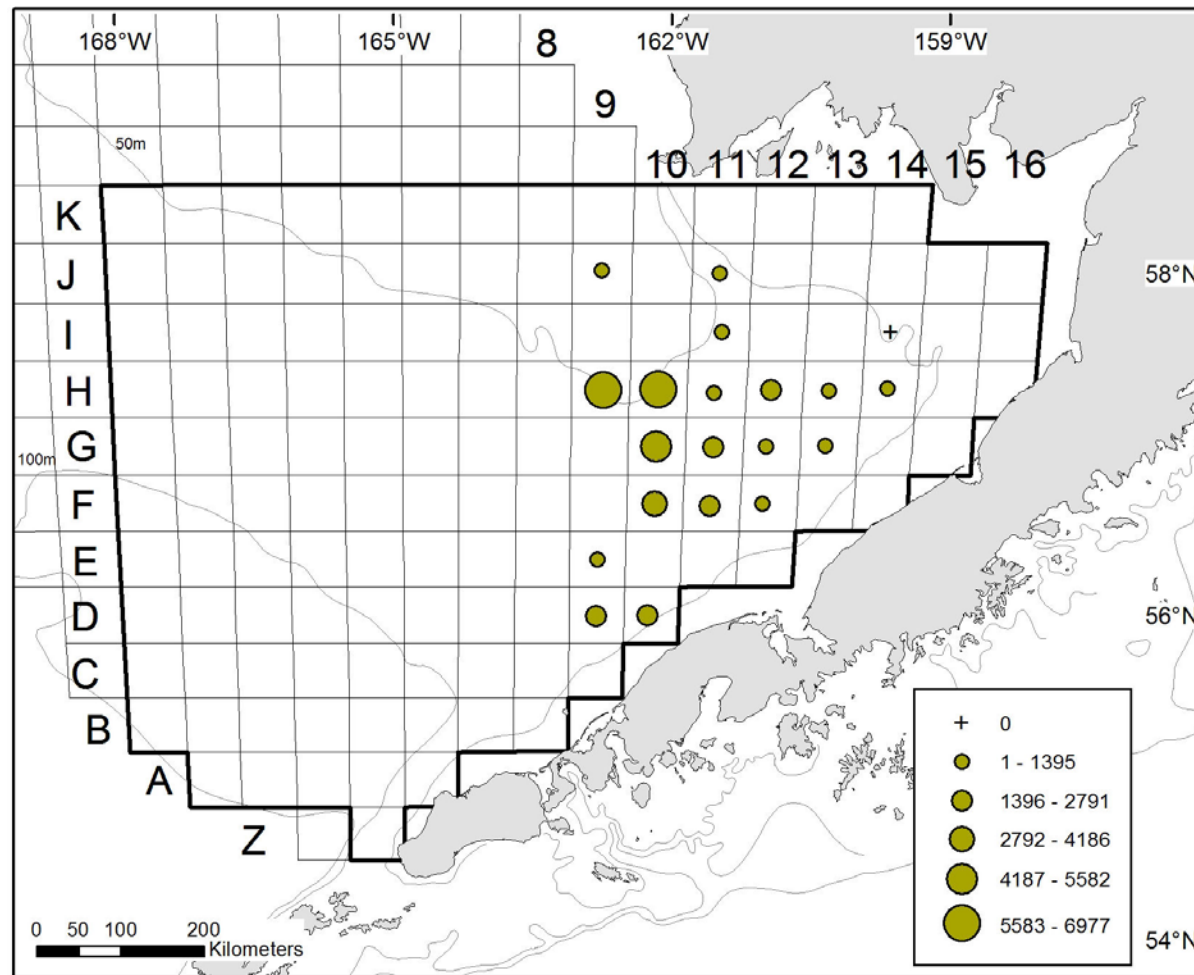 168°W 165°W 162°W 159°W
8
9
50m
10 11 12 13 14 15 16
K
J
58°N
I
H
G
100m
F
E
D
56°N
C
B
A
Z
0
1 - 1395
1396 - 2791
2792 - 4186
4187 - 5582
5583 - 6977
0 50 100 200
Kilometers
54°N